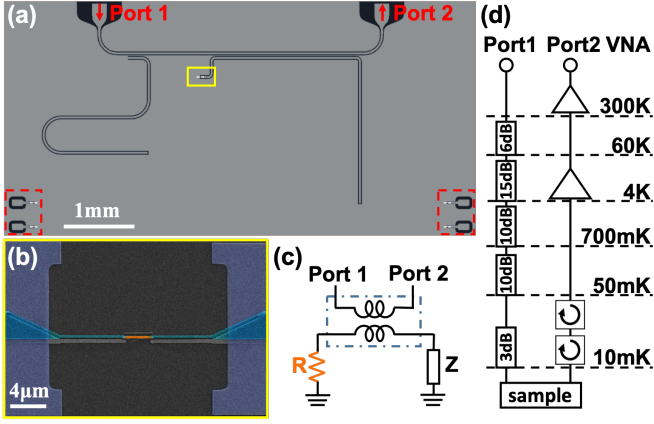 (a)
Port 1
Port 2
1mm
(b)
4μm
(c)
Port 1
Port 2
R
Z
(d)
Port1
Port2 VNA
300K
6dB
60K
15dB
4K
10dB
700mK
10dB
50mK
3dB
10mK
sample